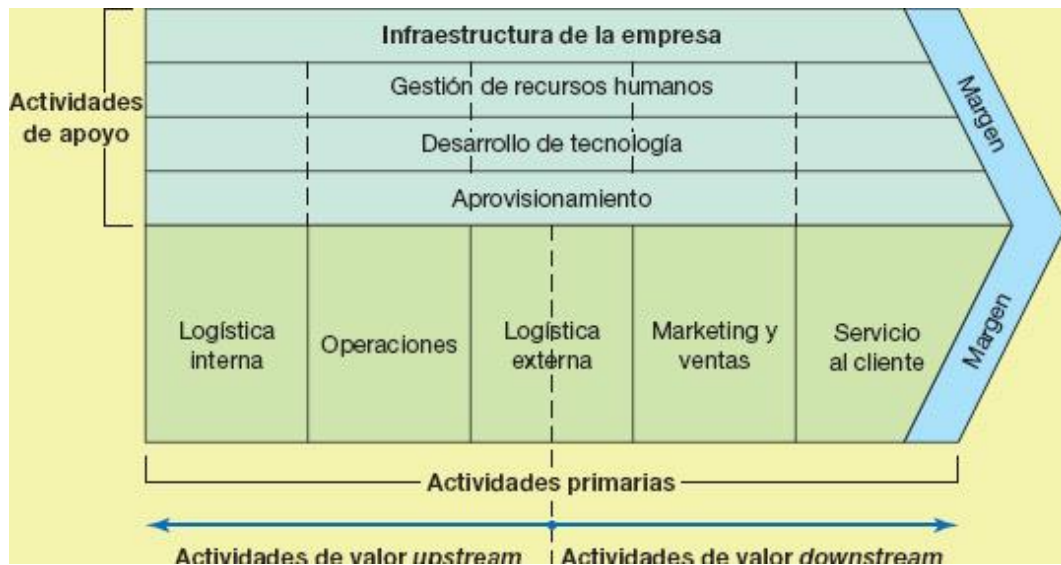 Infraestructura de la empresa
Gestión de recursos humanos
Desarrollo de tecnología
Aprovisionamiento
Actividades
de apoyo
Margen
Margen
Logística
interna
Operaciones
Logística
externa
Marketing y
ventas
Servicio
al cliente
Actividades primarias
Actividades de valor upstream
Actividades de valor downstream